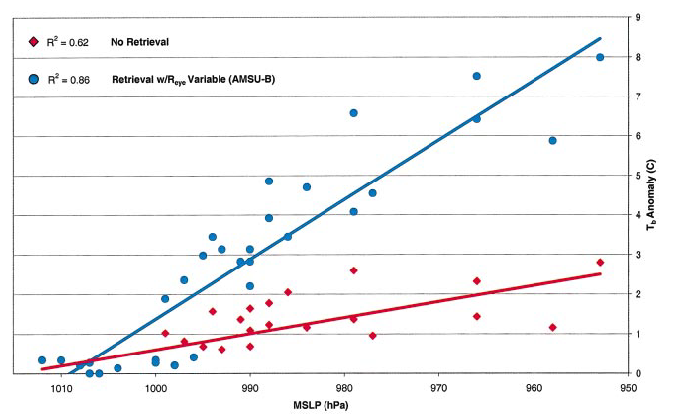 R² = 0.62 No Retrieval
R² = 0.86 Retrieval w/Reye Variable (AMSU-B)
9
8
7
6
5
4
3
2
1
0
Tb Anomaly (C)
1010 1000 990 980 970 960 950
MSLP (hPa)